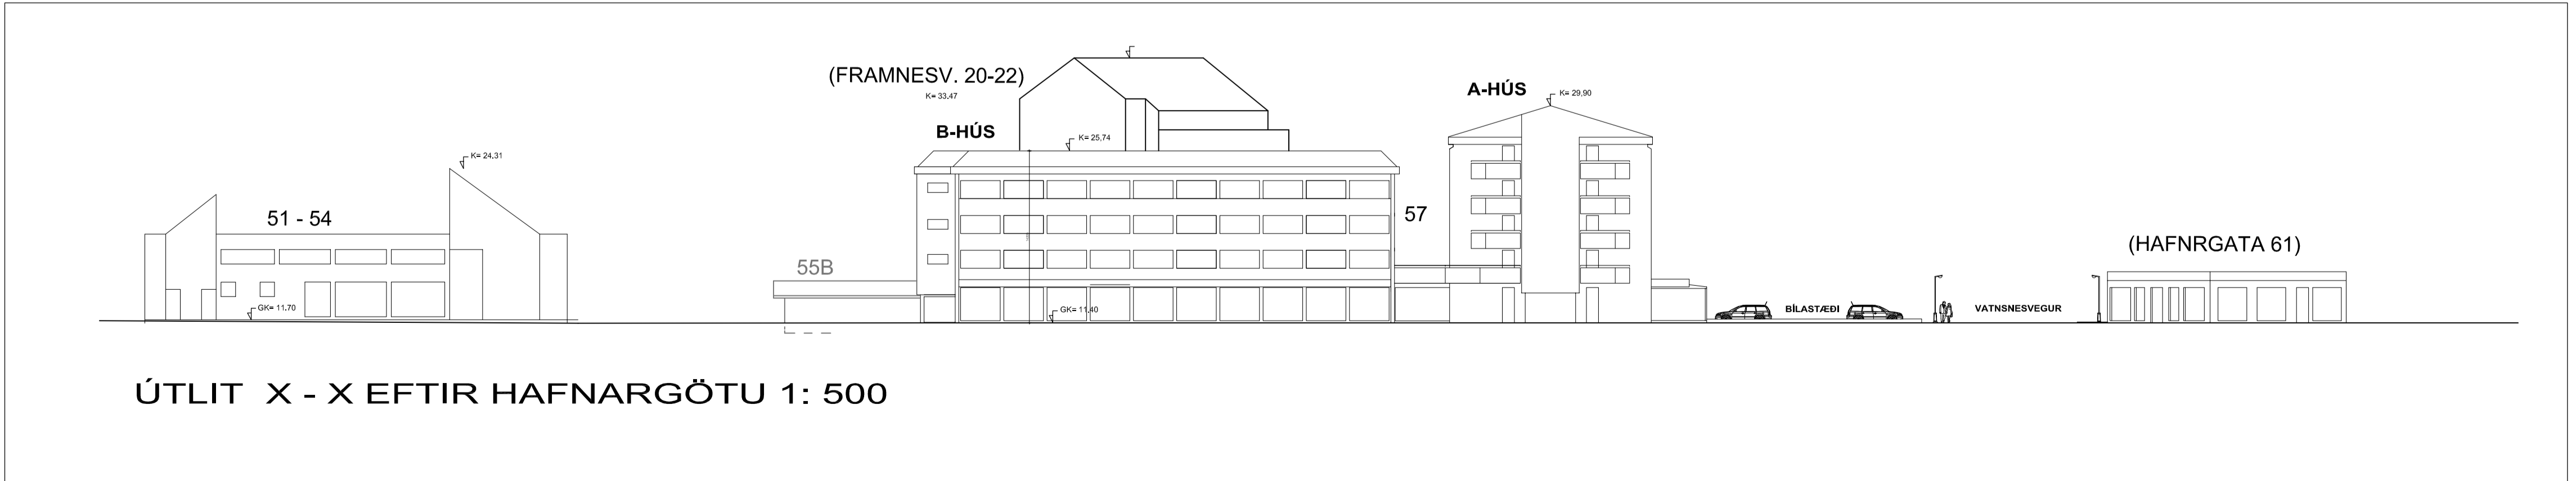 (FRAMNESV. 20-22)
K= 33.47
B-HÚS
K= 25,74
A-HÚS
K= 29,90
K= 24,31
51 - 54
57
55B
(HAFNRGATA 61)
GK= 11.70
GK= 11,40
BÍLASTÆÐI
VATNSNESVEGUR
ÚTLIT X - X EFTIR HAFNARGÖTU 1: 500